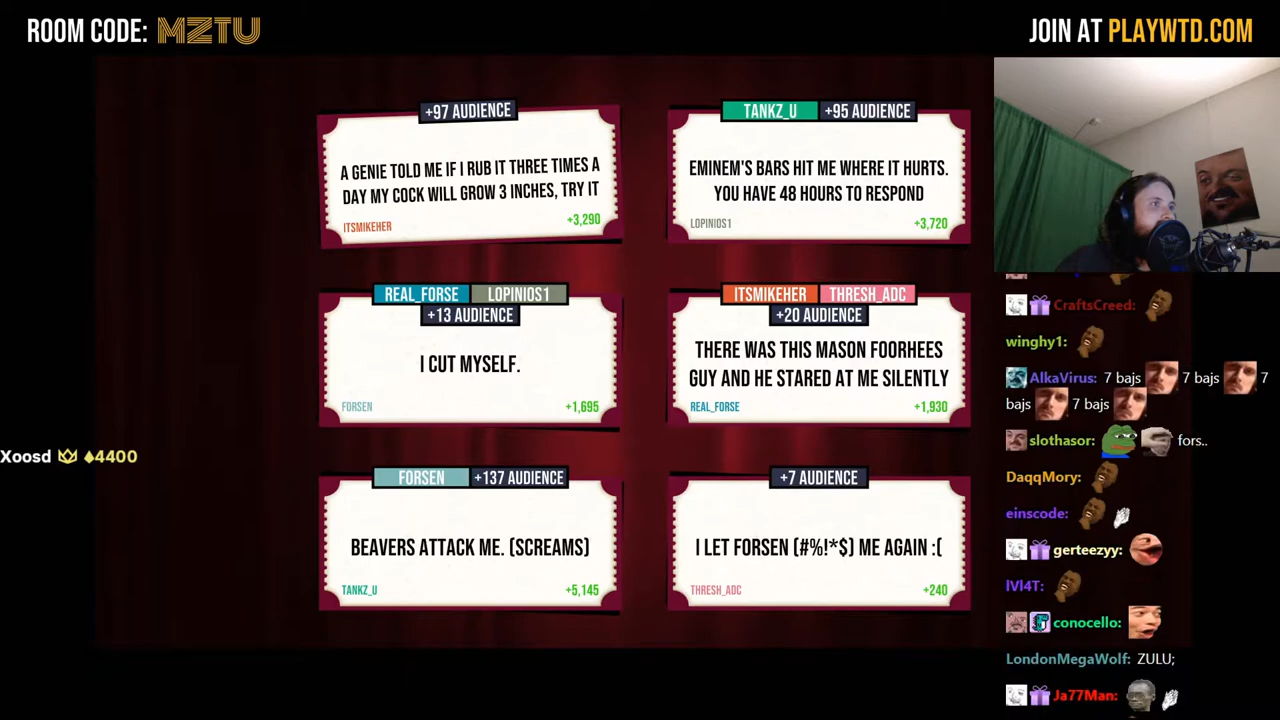 ROOM CODE: MZTU
JOIN AT PLAYWTD.COM
+97 AUDIENCE
A GENIE TOLD ME IF I RUB IT THREE TIMES A
DAY MY COCK WILL GROW 3 INCHES, TRY IT
ITSMIKEHER +3,290
TANKZ_U +95 AUDIENCE
EMINEM'S BARS HIT ME WHERE IT HURTS.
YOU HAVE 48 HOURS TO RESPOND
LOPINIOS1 +3,720
REAL_FORSE LOPINIOS1
+13 AUDIENCE
I CUT MYSELF.
FORSEN +1,695
ITSMIKEHER THRESH_ADC
+20 AUDIENCE
THERE WAS THIS MASON FOORHEES
GUY AND HE STARED AT ME SILENTLY
REAL_FORSE +1,930
Xoosd 4400
FORSEN +137 AUDIENCE
BEAVERS ATTACK ME. (SCREAMS)
TANKZ_U +5,145
+7 AUDIENCE
I LET FORSEN (#%!*$) ME AGAIN :(
THRESH_ADC +240
CraftsCreed:
winghy1:
AlkaVirus: 7 bajs 7 bajs 7
bajs 7 bajs
slothasor: fors..
DaqqMory:
einscode:
gerteezyy:
lVl4T:
conocello:
LondonMegaWolf: ZULU;
Ja77Man: